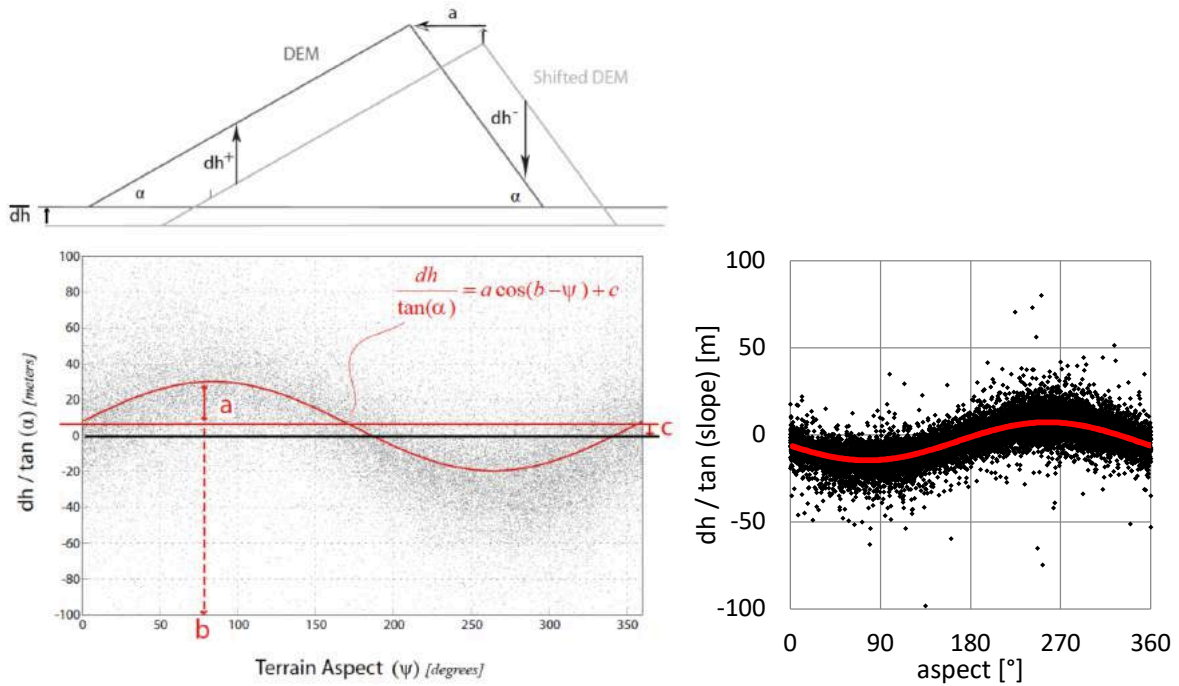 a
DEM
Shifted DEM
dh⁺
dh⁻
α
α
d̅h̅
dh / tan(α) = a cos(b − ψ) + c
a
c
b
dh / tan (α) [meters]
100
80
60
40
20
0
-20
-40
-60
-80
-100
0 50 100 150 200 250 300 350
Terrain Aspect (ψ) [degrees]
dh / tan (slope) [m]
100
50
0
-50
-100
0 90 180 270 360
aspect [°]